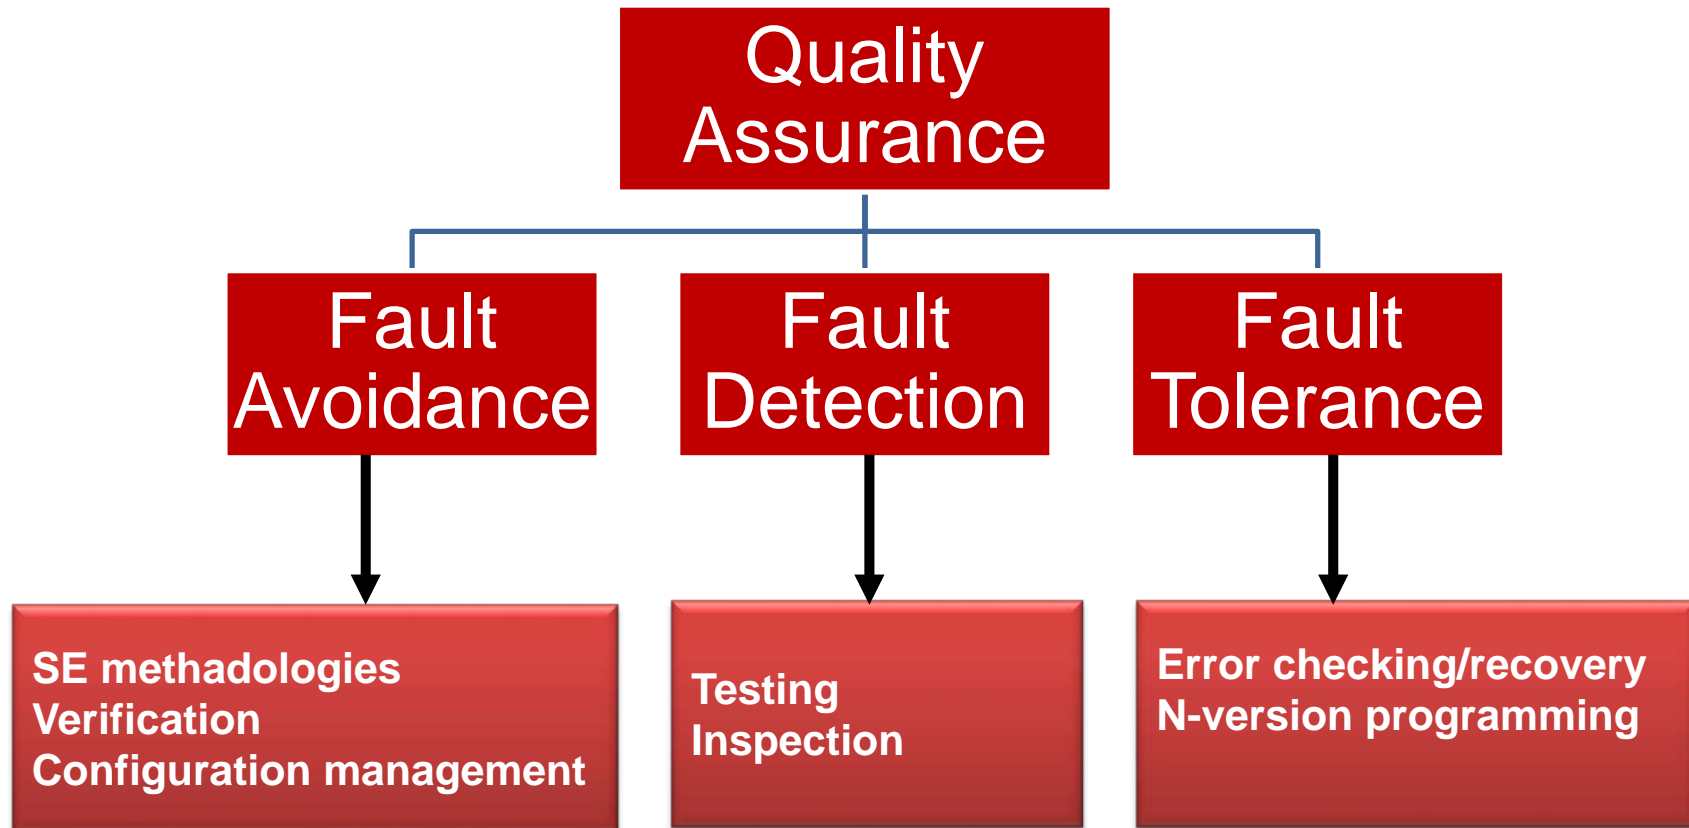 Quality
Assurance
Fault
Avoidance
Fault
Detection
Fault
Tolerance
SE methadologies
Verification
Configuration management
Testing
Inspection
Error checking/recovery
N-version programming